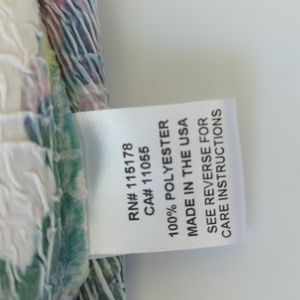 RN# 115178
CA# 11055
100% POLYESTER
MADE IN THE USA
SEE REVERSE FOR
CARE INSTRUCTIONS